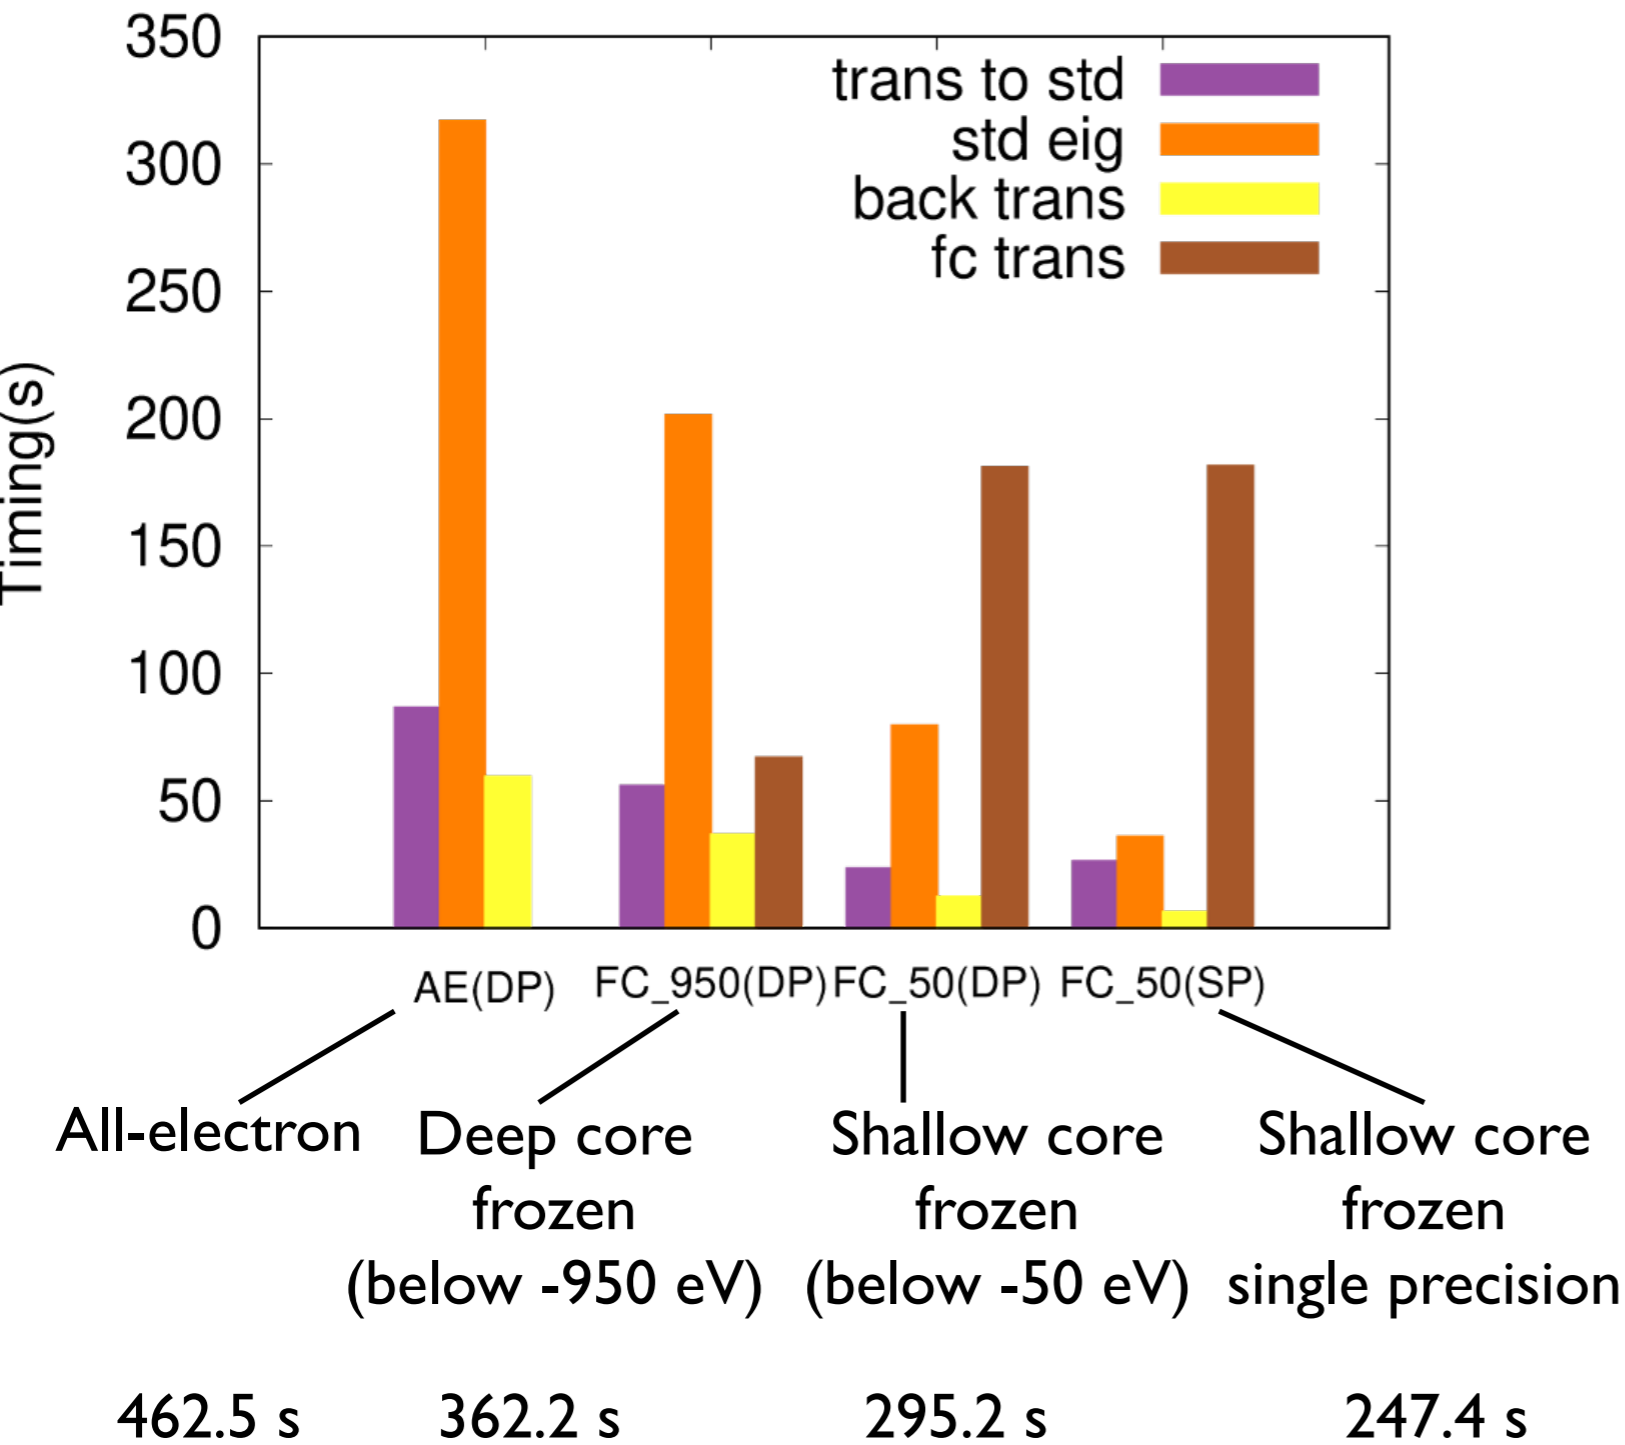 350
300
250
200
150
100
50
0
Timing(s)
trans to std
std eig
back trans
fc trans
AE(DP) FC_950(DP) FC_50(DP) FC_50(SP)
All-electron
Deep core
frozen
(below -950 eV)
Shallow core
frozen
(below -50 eV)
Shallow core
frozen
single precision
462.5 s 362.2 s 295.2 s 247.4 s